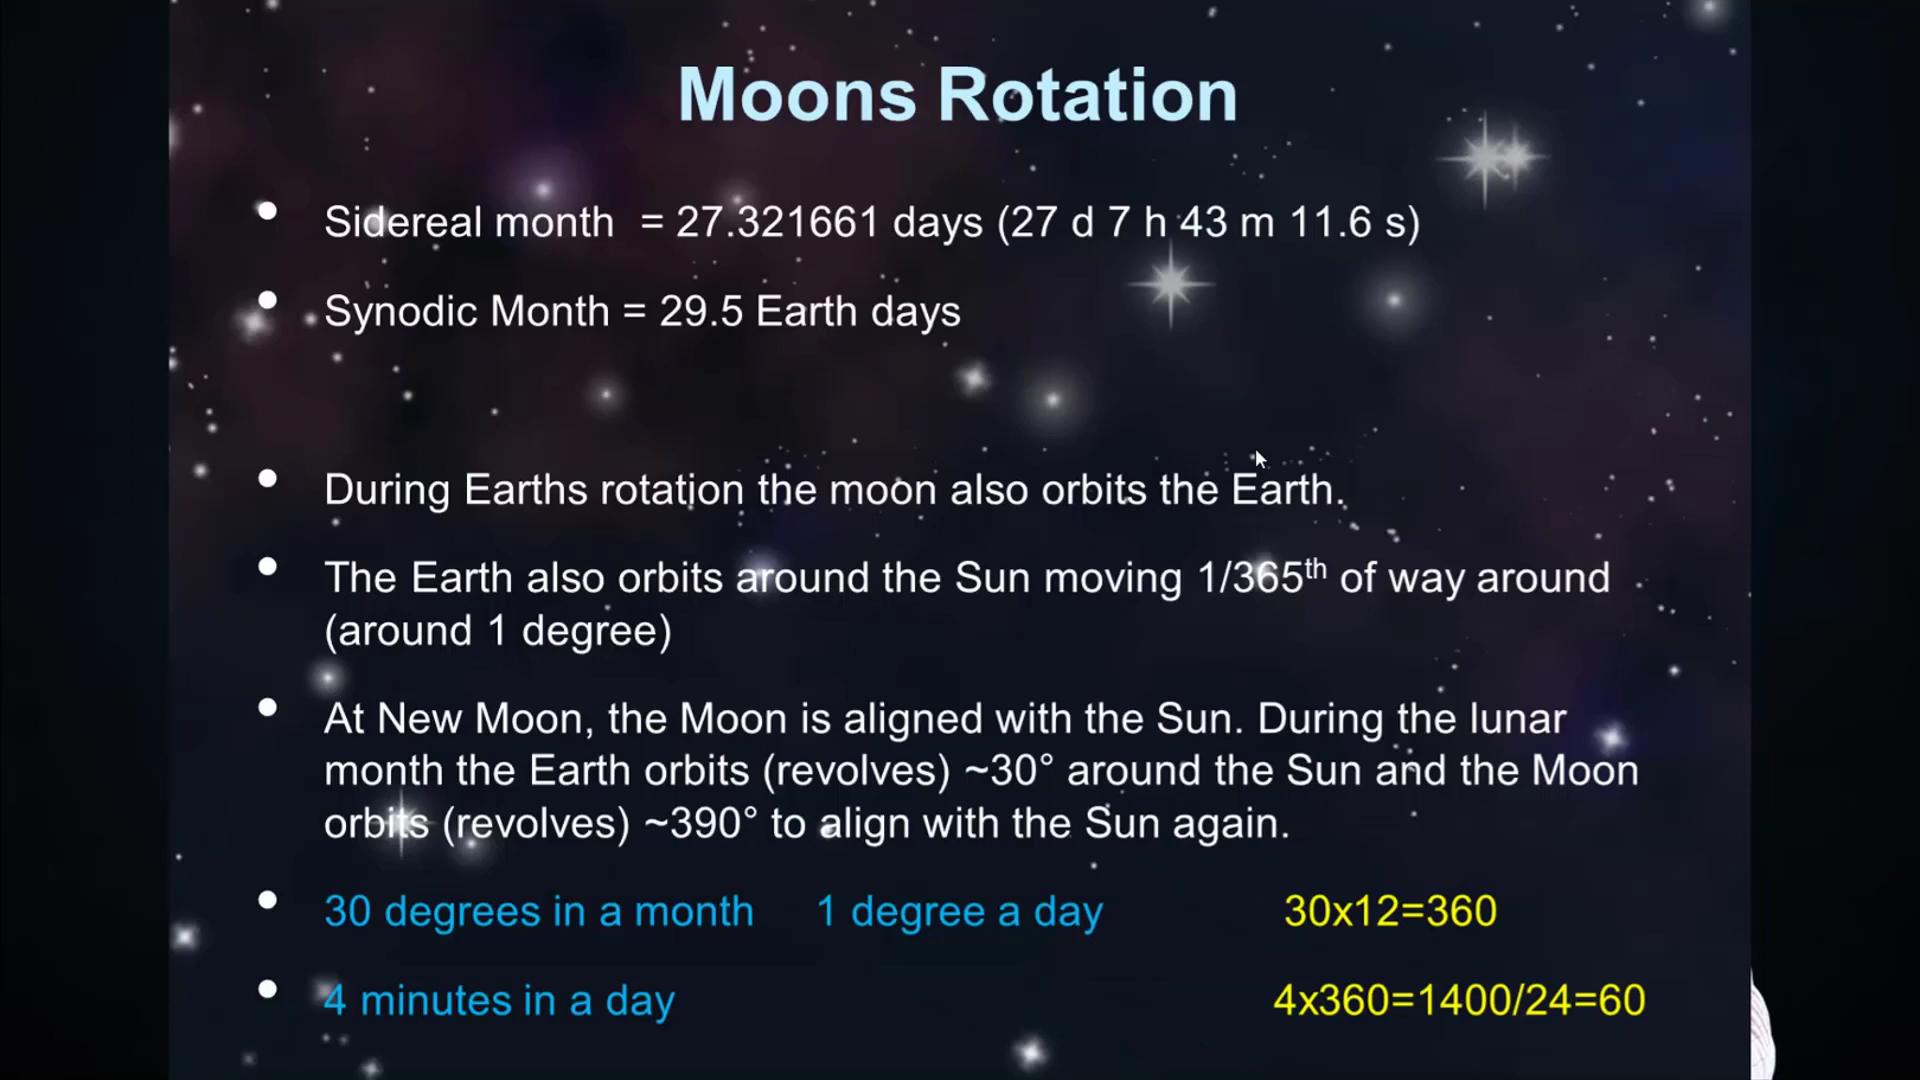 Moons Rotation
• Sidereal month = 27.321661 days (27 d 7 h 43 m 11.6 s)
• Synodic Month = 29.5 Earth days
• During Earths rotation the moon also orbits the Earth.
• The Earth also orbits around the Sun moving 1/365th of way around
(around 1 degree)
• At New Moon, the Moon is aligned with the Sun. During the lunar
month the Earth orbits (revolves) ~30° around the Sun and the Moon
orbits (revolves) ~390° to align with the Sun again.
• 30 degrees in a month 1 degree a day 30x12=360
• 4 minutes in a day 4x360=1400/24=60